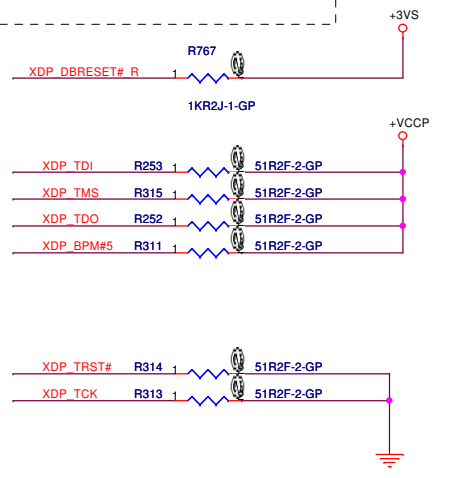 +3VS
R767
XDP_DBRESET#_R 1
1KR2J-1-GP
+VCCP
XDP_TDI R253 1 51R2F-2-GP
XDP_TMS R315 1 51R2F-2-GP
XDP_TDO R252 1 51R2F-2-GP
XDP_BPM#5 R311 1 51R2F-2-GP
XDP_TRST# R314 1 51R2F-2-GP
XDP_TCK R313 1 51R2F-2-GP